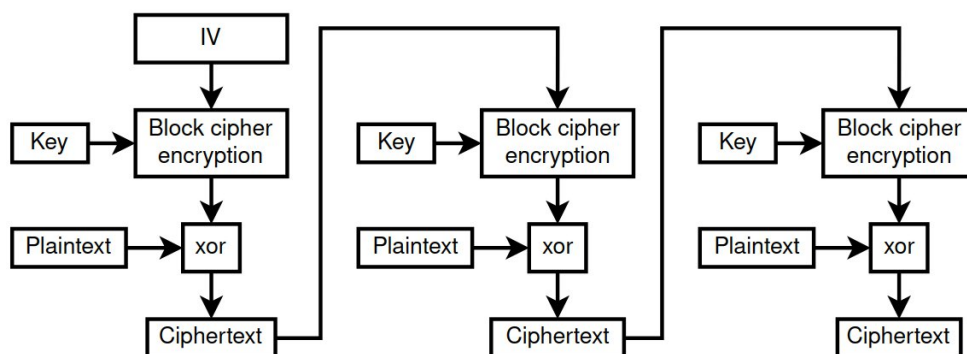 IV
Key
Block cipher
encryption
Plaintext
xor
Ciphertext
Key
Block cipher
encryption
Plaintext
xor
Ciphertext
Key
Block cipher
encryption
Plaintext
xor
Ciphertext